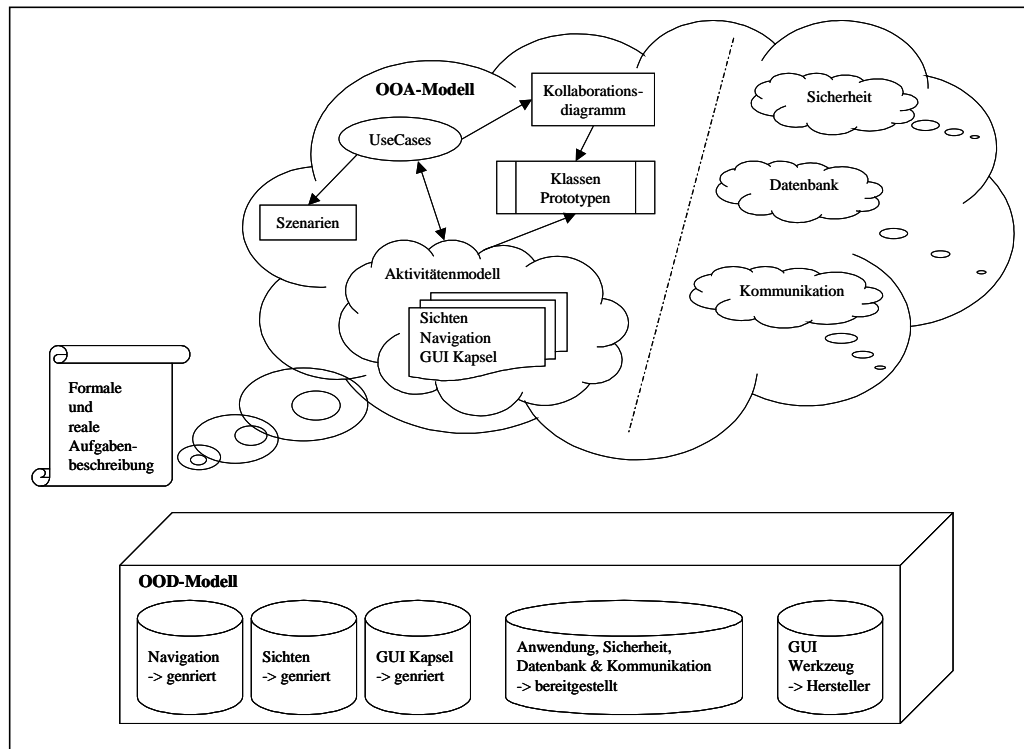 OOA-Modell
Kollaborations-
diagramm
UseCases
Klassen
Prototypen
Szenarien
Aktivitätenmodell
Sichten
Navigation
GUI Kapsel
Sicherheit
Datenbank
Kommunikation
Formale
und
reale
Aufgaben-
beschreibung
OOD-Modell
Navigation
-> genriert
Sichten
-> genriert
GUI Kapsel
-> genriert
Anwendung, Sicherheit,
Datenbank & Kommunikation
-> bereitgestellt
GUI
Werkzeug
-> Hersteller